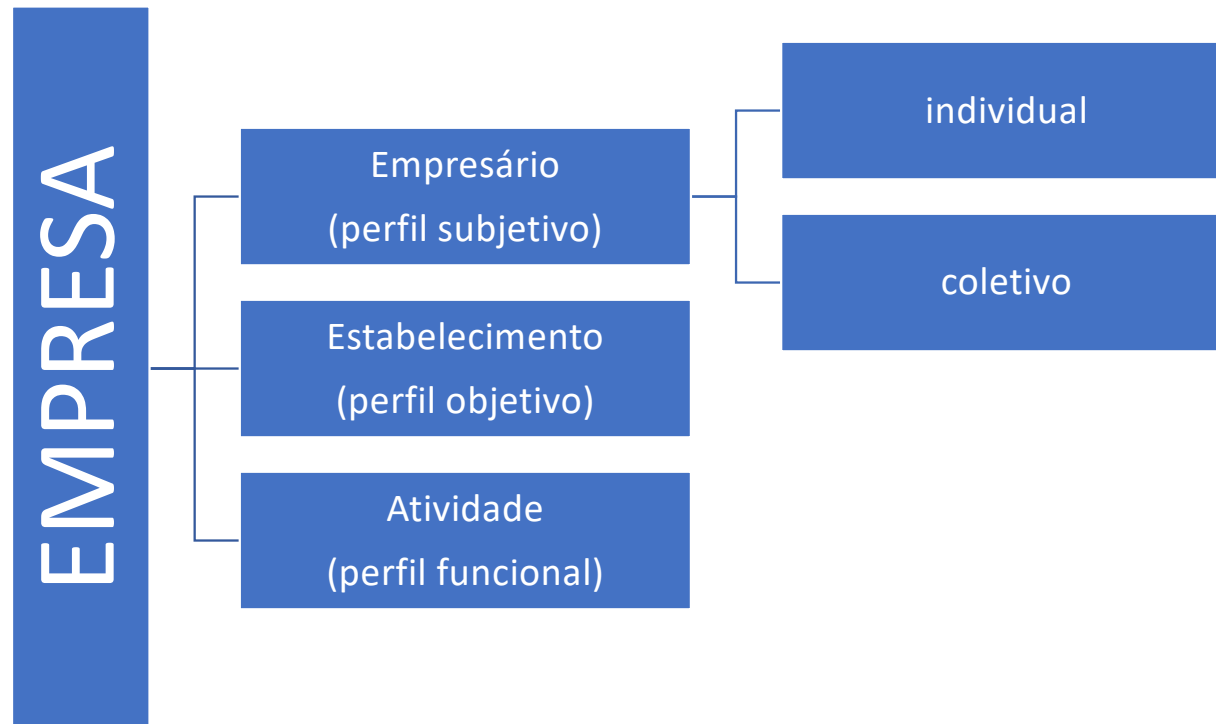 EMPRESA
Empresário
(perfil subjetivo)
individual
coletivo
Estabelecimento
(perfil objetivo)
Atividade
(perfil funcional)